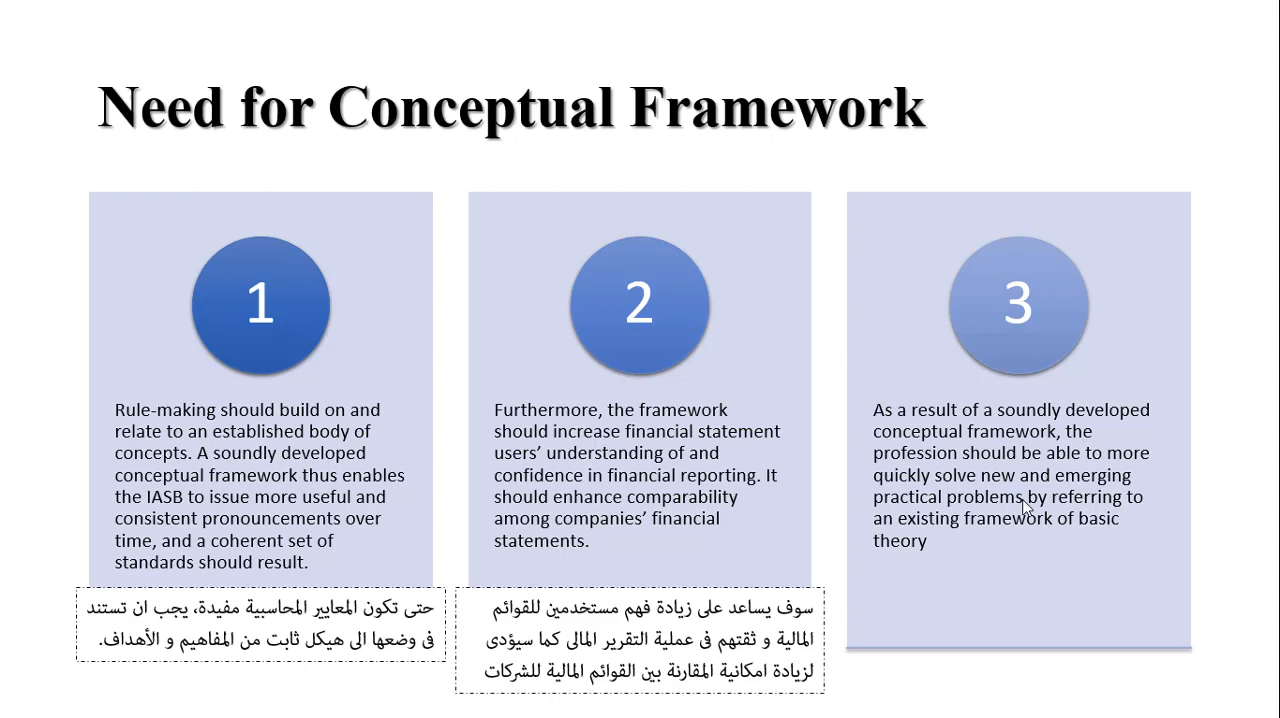 Need for Conceptual Framework
1
Rule-making should build on and
relate to an established body of
concepts. A soundly developed
conceptual framework thus enables
the IASB to issue more useful and
consistent pronouncements over
time, and a coherent set of
standards should result.
حتى تكون المعايير المحاسبية مفيدة، يجب ان تستند
فى وضعها الى هيكل ثابت من المفاهيم و الأهداف.
2
Furthermore, the framework
should increase financial statement
users’ understanding of and
confidence in financial reporting. It
should enhance comparability
among companies’ financial
statements.
سوف يساعد على زيادة فهم مستخدمين للقوائم
المالية و ثقتهم فى عملية التقرير المالى كما سيؤدى
لزيادة امكانية المقارنة بين القوائم المالية للشركات
3
As a result of a soundly developed
conceptual framework, the
profession should be able to more
quickly solve new and emerging
practical problems by referring to
an existing framework of basic
theory